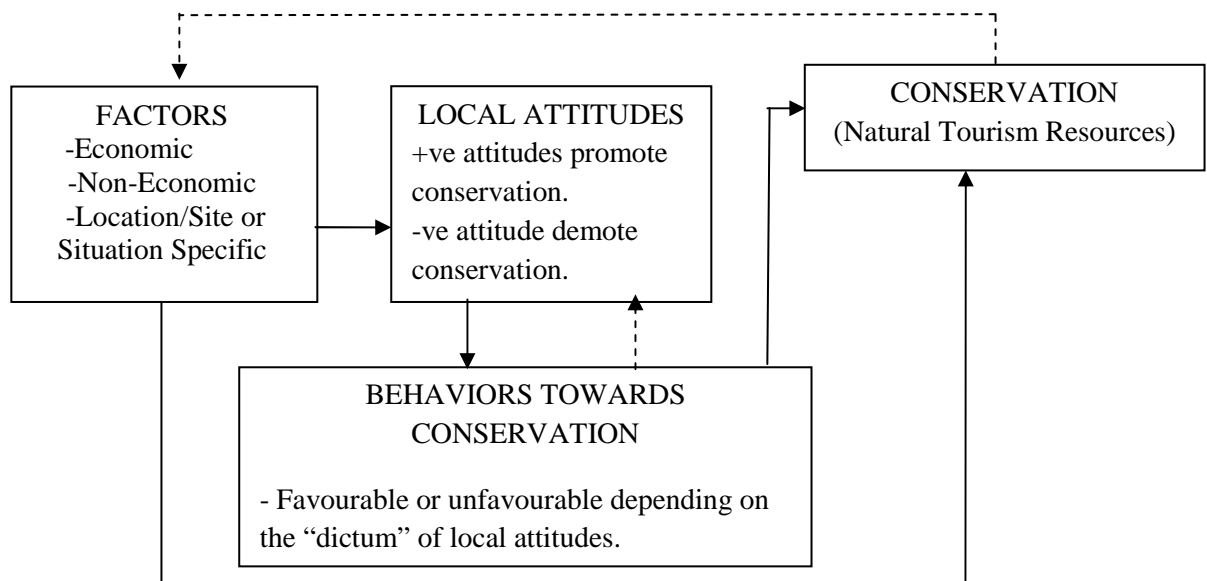 FACTORS
-Economic
-Non-Economic
-Location/Site or
Situation Specific
LOCAL ATTITUDES
+ve attitudes promote
conservation.
-ve attitude demote
conservation.
CONSERVATION
(Natural Tourism Resources)
BEHAVIORS TOWARDS
CONSERVATION
- Favourable or unfavourable depending on
the “dictum” of local attitudes.